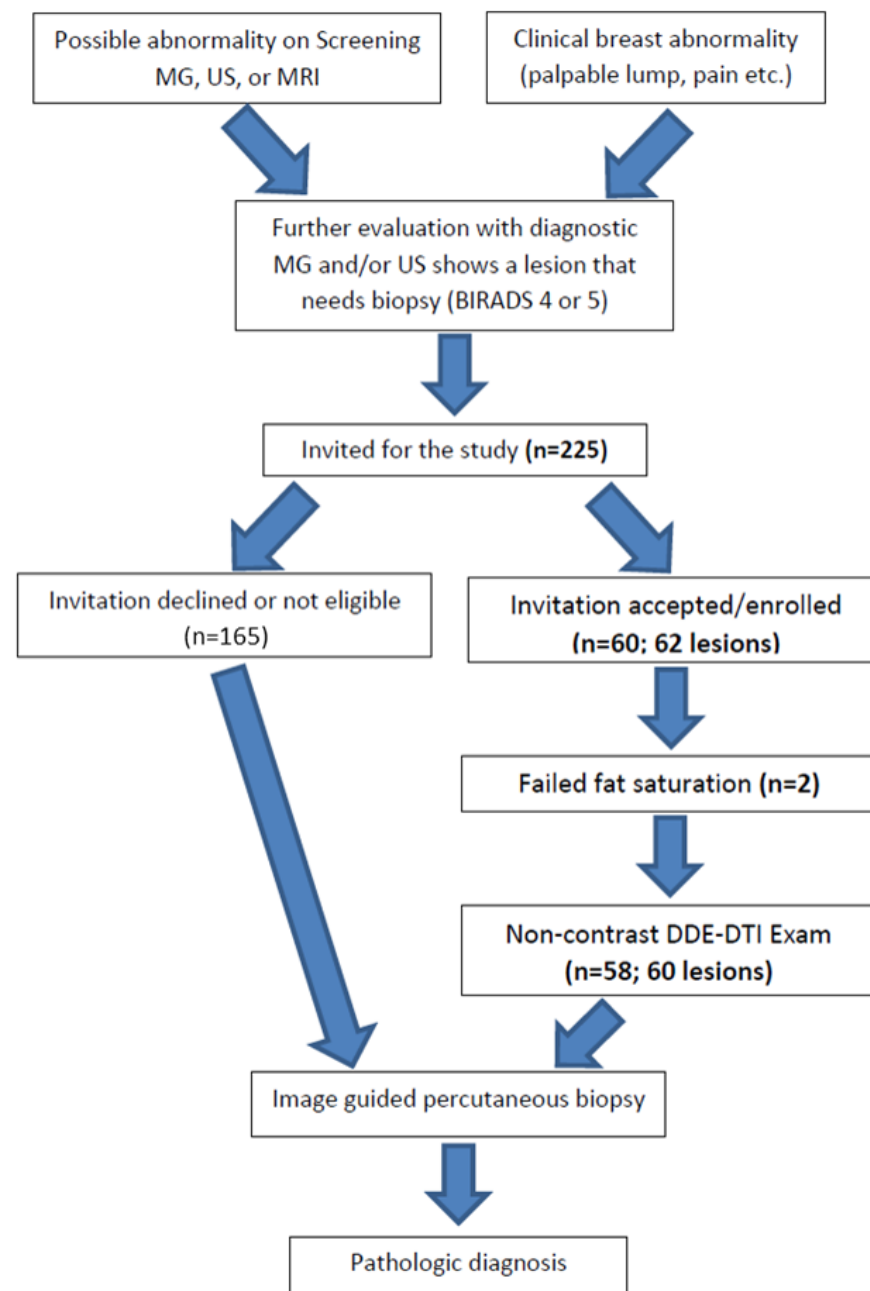 Possible abnormality on Screening
MG, US, or MRI
Clinical breast abnormality
(palpable lump, pain etc.)
Further evaluation with diagnostic
MG and/or US shows a lesion that
needs biopsy (BIRADS 4 or 5)
Invited for the study (n=225)
Invitation declined or not eligible
(n=165)
Invitation accepted/enrolled
(n=60; 62 lesions)
Failed fat saturation (n=2)
Non-contrast DDE-DTI Exam
(n=58; 60 lesions)
Image guided percutaneous biopsy
Pathologic diagnosis